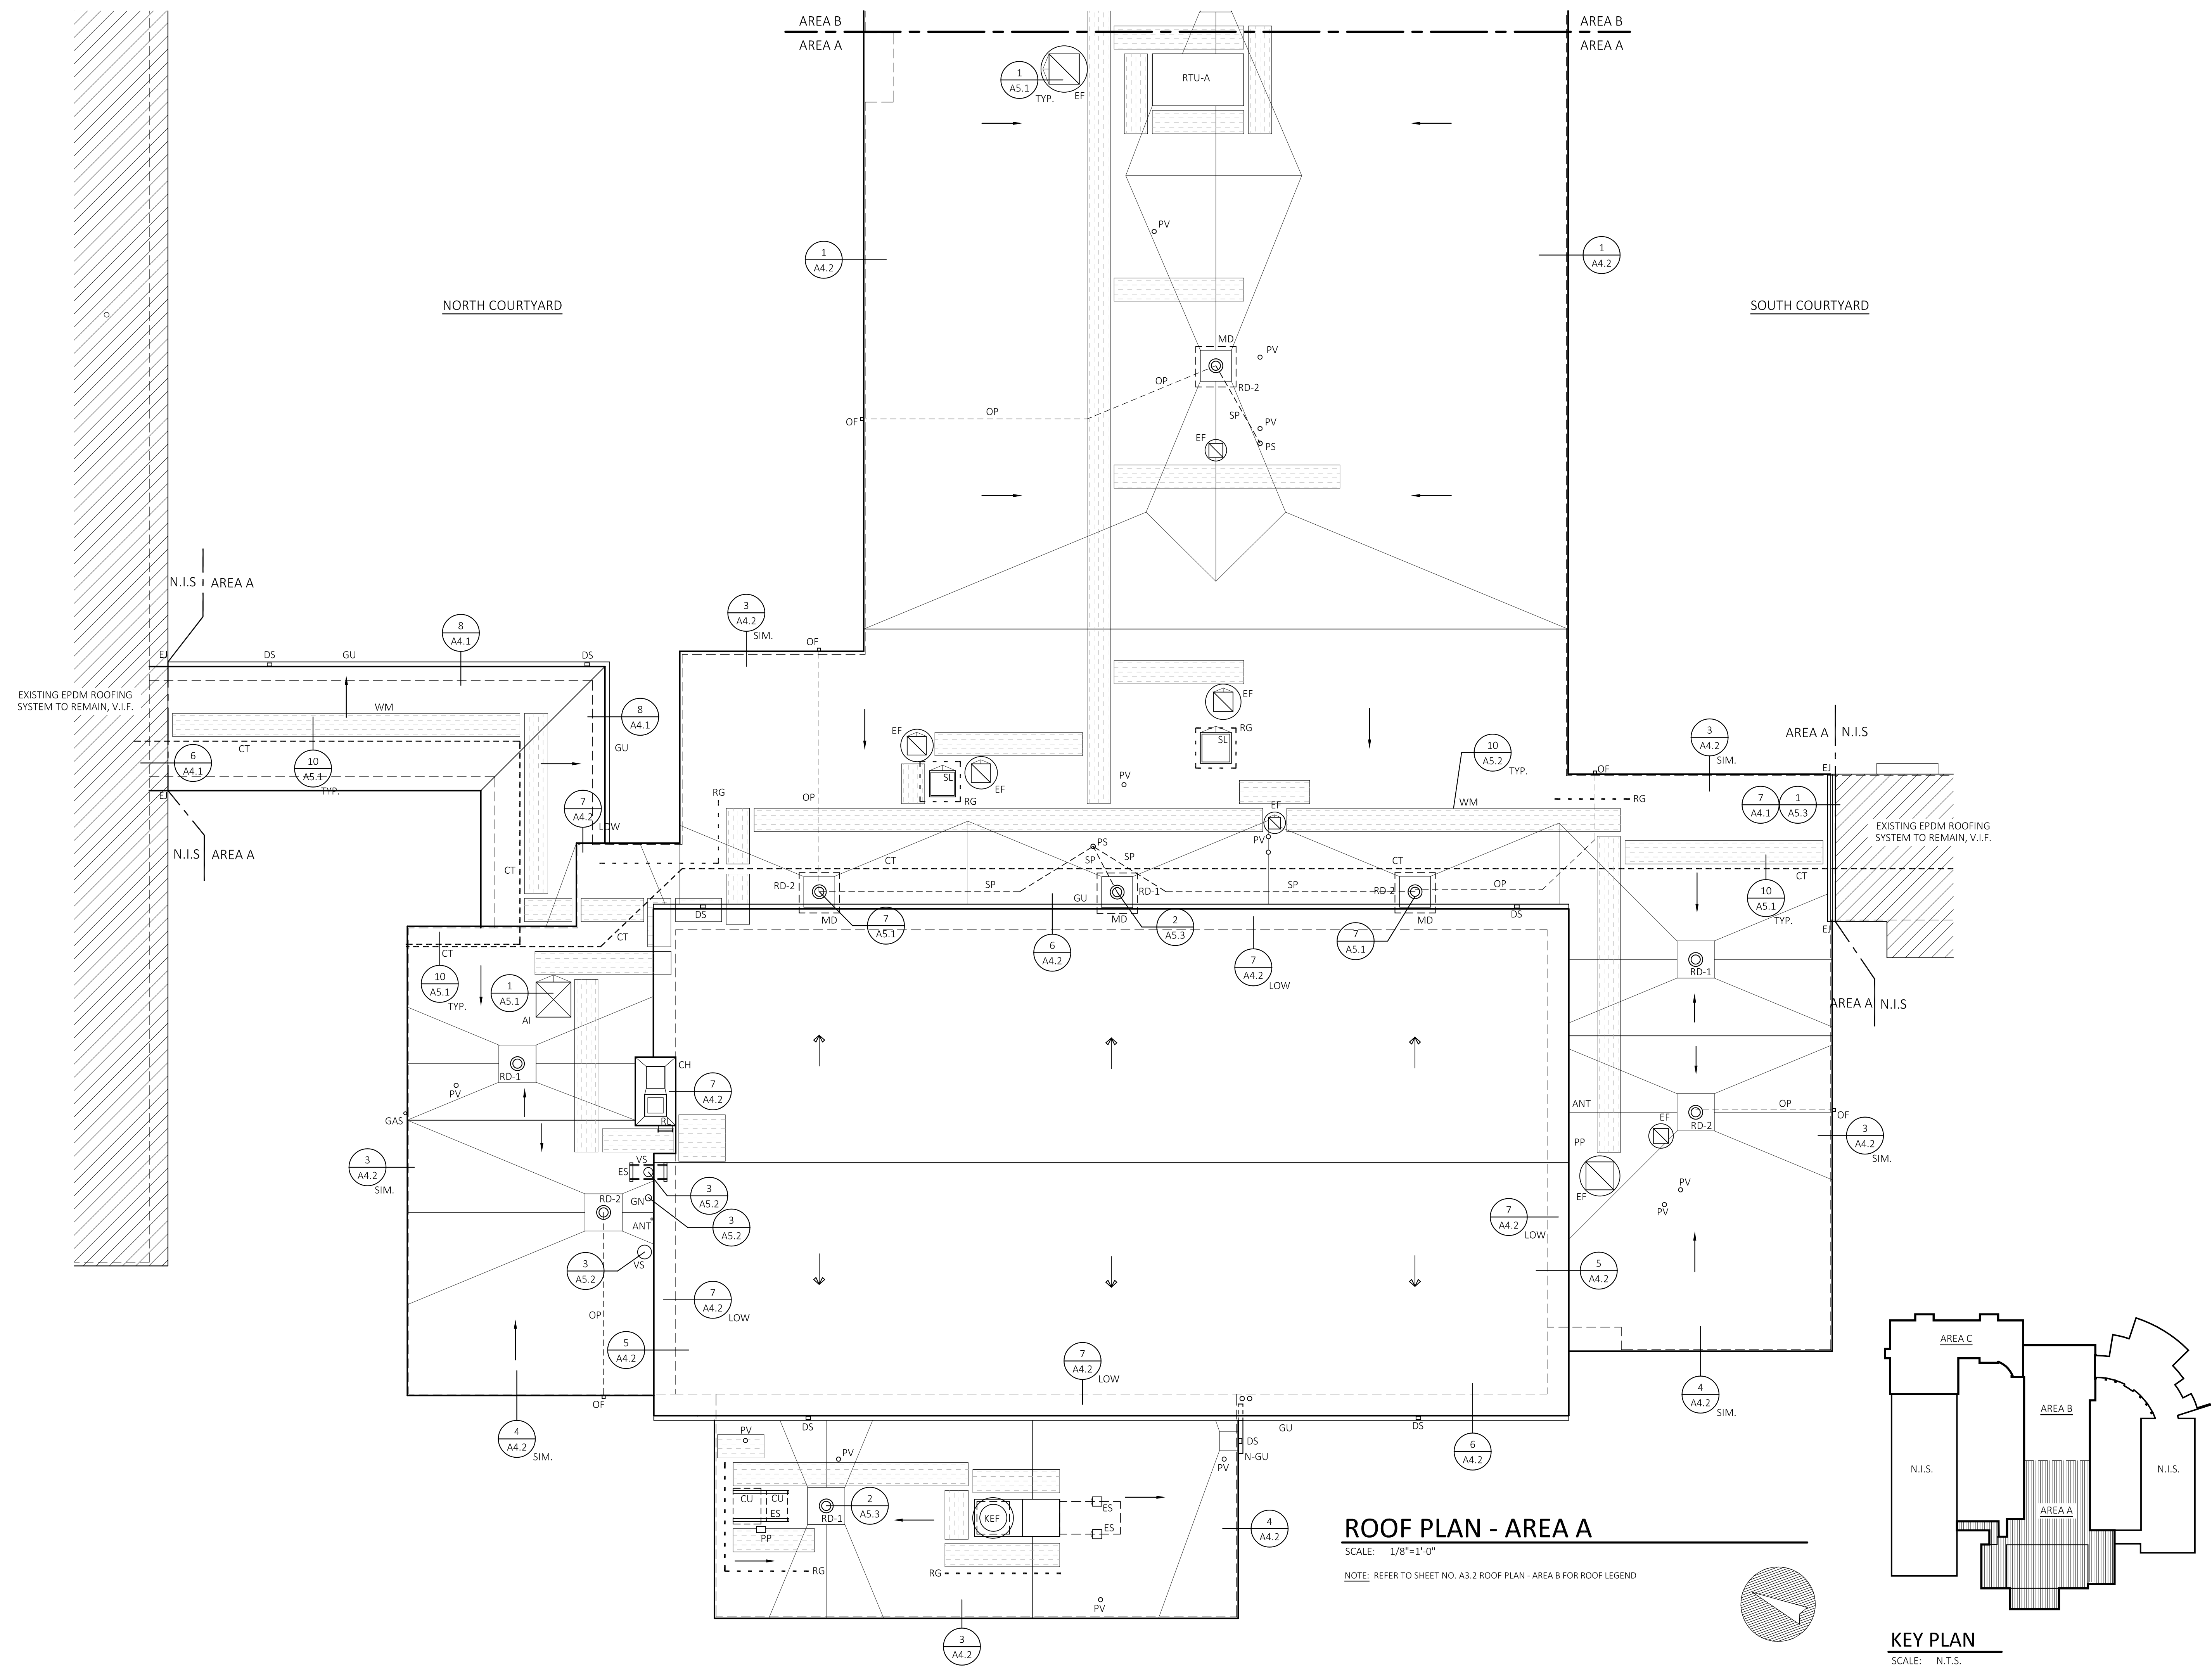 AREA B
AREA A
AREA B
AREA A
1
A5.1
TYP.
EF
RTU-A
PV
1
A4.2
1
A4.2
NORTH COURTYARD
SOUTH COURTYARD
MD
PV
OP
RD-2
OP
OF
SP
PV
EF
PS
N.I.S
AREA A
3
A4.2
SIM.
8
A4.1
OF
EJ
DS
GU
DS
EXISTING EPDM ROOFING
SYSTEM TO REMAIN, V.I.F.
WM
8
A4.1
GU
CT
6
A4.1
10
A5.1
TYP.
EJ
N.I.S
AREA A
7
A4.2
LOW
CT
EF
EF
RG
SL
EF
SL
RG
RG
PV
OP
10
A5.2
TYP.
WM
EF
PV
3
A4.2
SIM.
AREA A
N.I.S
EJ
OF
RG
7
A4.1
1
A5.3
EXISTING EPDM ROOFING
SYSTEM TO REMAIN, V.I.F.
PS
SP
SP
CT
CT
CT
RD-2
SP
RD-1
SP
RD-2
OP
GU
DS
MD
MD
MD
DS
7
A5.1
2
A5.3
6
A4.2
7
A4.2
LOW
7
A5.1
10
A5.1
TYP.
EJ
RD-1
AREA A
N.I.S
CT
CT
10
A5.1
TYP.
1
A5.1
AI
RD-1
PV
GAS
CH
7
A4.2
RL
3
A4.2
SIM.
VS
ES
RD-2
GN
ANT
3
A5.2
3
A5.2
3
A5.2
VS
OP
7
A4.2
LOW
5
A4.2
OF
4
A4.2
SIM.
ANT
PP
EF
RD-2
OP
OF
3
A4.2
SIM.
EF
PV
PV
7
A4.2
LOW
5
A4.2
7
A4.2
LOW
4
A4.2
SIM.
DS
GU
DS
PV
PV
DS
N-GU
PV
6
A4.2
CU
CU
ES
PP
RD-1
2
A5.3
KEF
ES
ES
RG
RG
PV
4
A4.2
3
A4.2
ROOF PLAN - AREA A
SCALE: 1/8"=1'-0"
NOTE: REFER TO SHEET NO. A3.2 ROOF PLAN - AREA B FOR ROOF LEGEND
AREA C
AREA B
N.I.S.
N.I.S.
AREA A
KEY PLAN
SCALE: N.T.S.